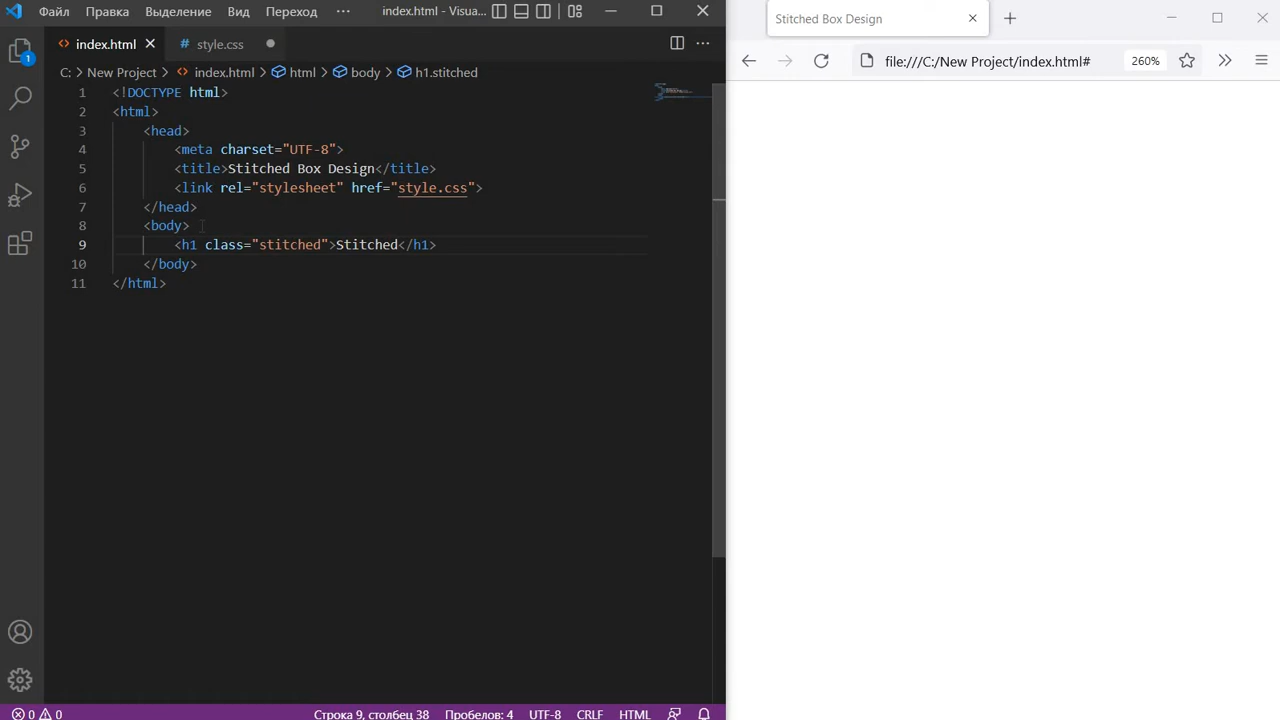 Файл Правка Выделение Вид Переход ··· index.html - Visua...
index.html style.css
C: > New Project > index.html > html > body > h1.stitched
1 <!DOCTYPE html>
2 <html>
3 <head>
4 <meta charset="UTF-8">
5 <title>Stitched Box Design</title>
6 <link rel="stylesheet" href="style.css">
7 </head>
8 <body>
9 <h1 class="stitched">Stitched</h1>
10 </body>
11 </html>
1
0 0 Строка 9, столбец 38 Пробелов: 4 UTF-8 CRLF HTML
Stitched Box Design
file:///C:/New Project/index.html# 260%